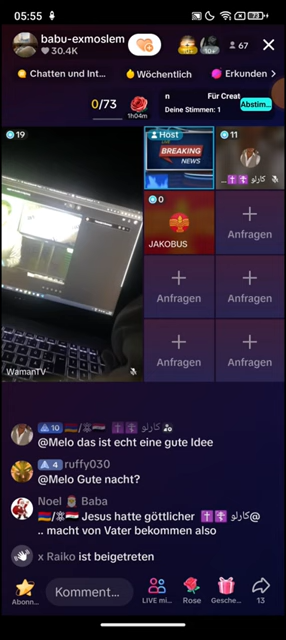 05:55
73
babu-exmoslem
30.4K
67
Chatten und Int...
Wöchentlich
Erkunden >
0/73
1h04m
n Für Creat
Deine Stimmen: 1
Abstim...
19
Host
BREAKING
NEWS
11
كارلو ...
0
JAKOBUS
Anfragen
Anfragen
Anfragen
Anfragen
Anfragen
WamanTV
Anfragen
10 كارلو
@Melo das ist echt eine gute Idee
4 ruffy030
@Melo Gute nacht?
Noel Baba
Jesus hatte göttlicher كارلو@
.. macht von Vater bekommen also
x Raiko ist beigetreten
Abonn...
Kommentar...
LIVE mi...
Rose
Gesche...
13